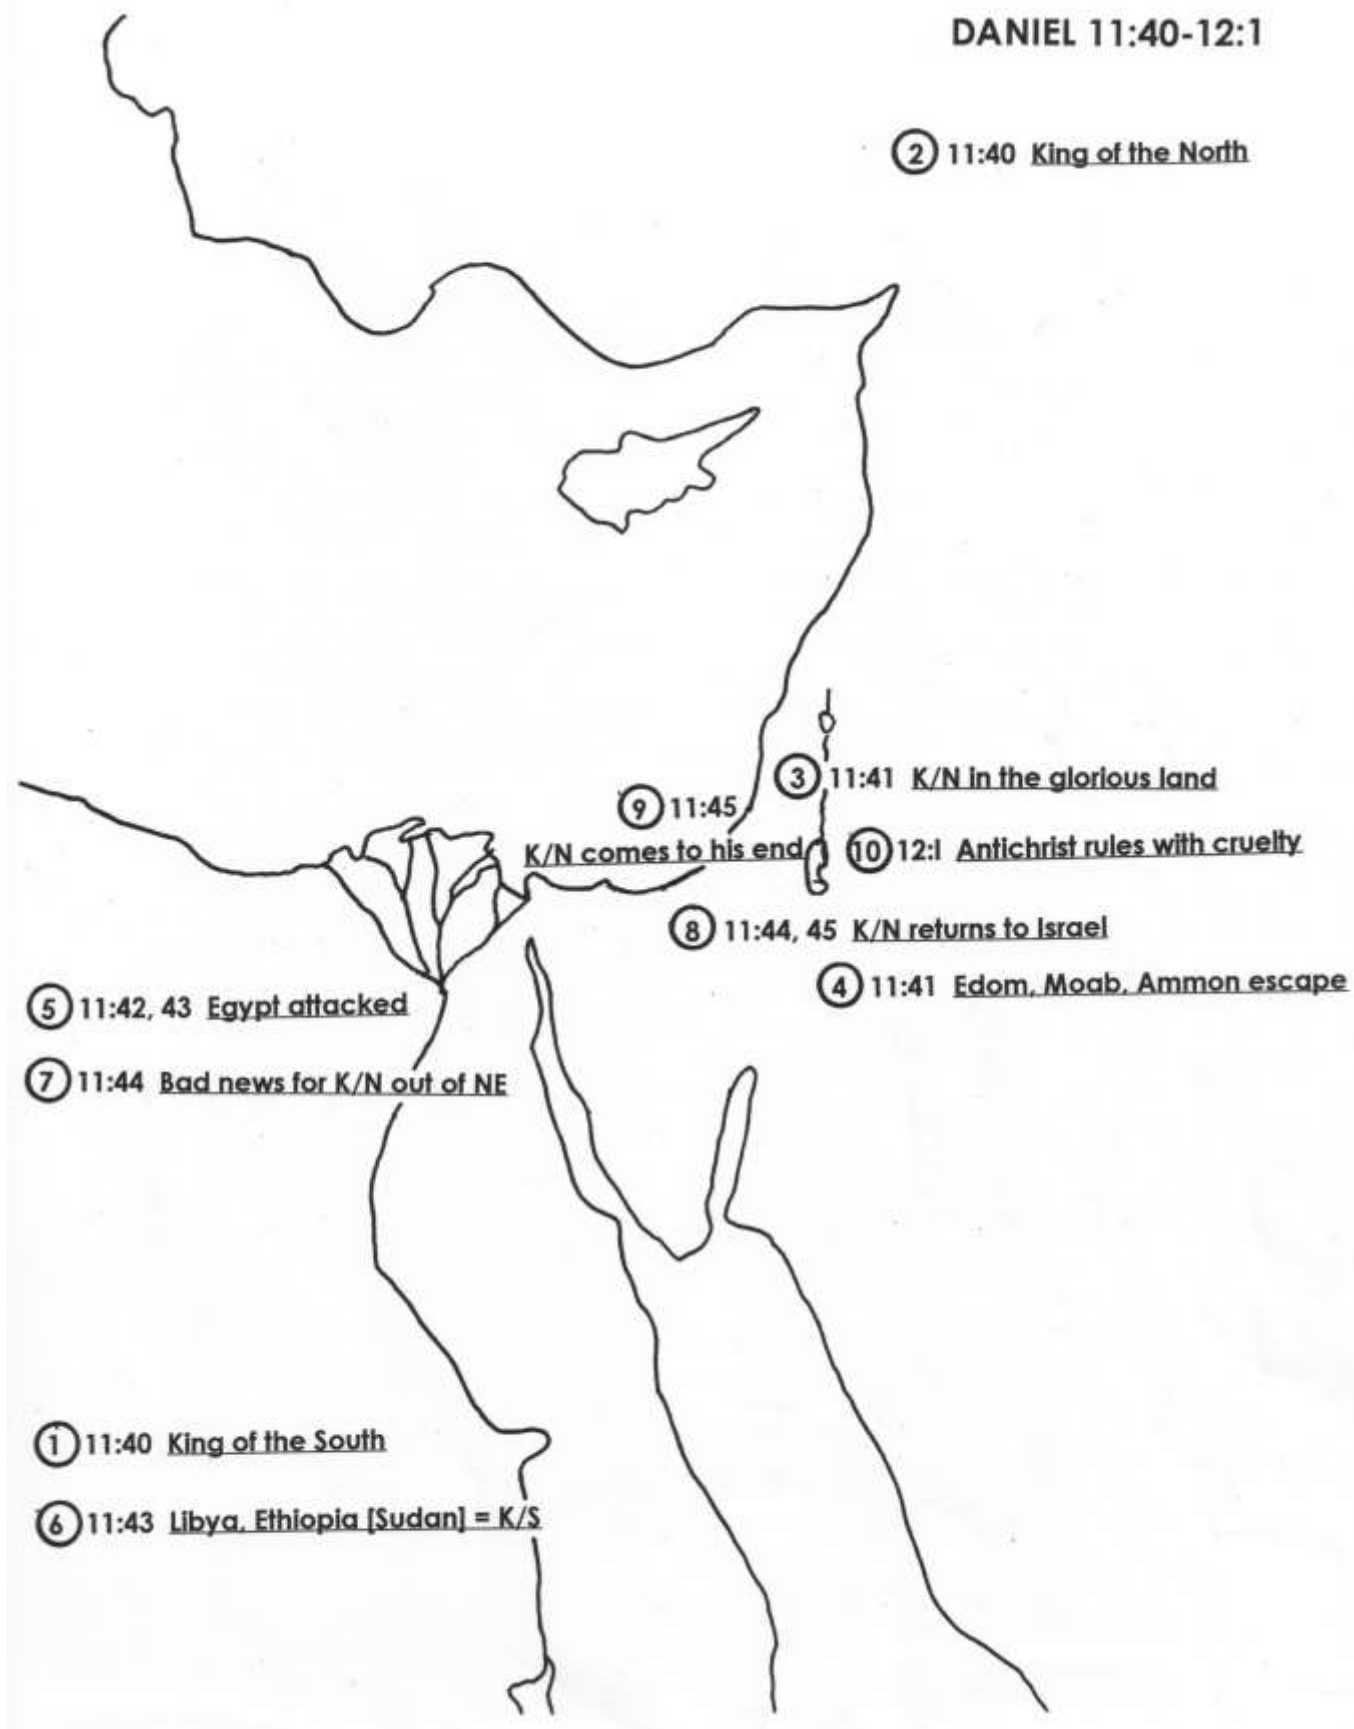 DANIEL 11:40-12:1
2 11:40 King of the North
3 11:41 K/N in the glorious land
9 11:45
K/N comes to his end
10 12:I Antichrist rules with cruelty
8 11:44, 45 K/N returns to Israel
4 11:41 Edom, Moab, Ammon escape
5 11:42, 43 Egypt attacked
7 11:44 Bad news for K/N out of NE
1 11:40 King of the South
6 11:43 Libya, Ethiopia [Sudan] = K/S